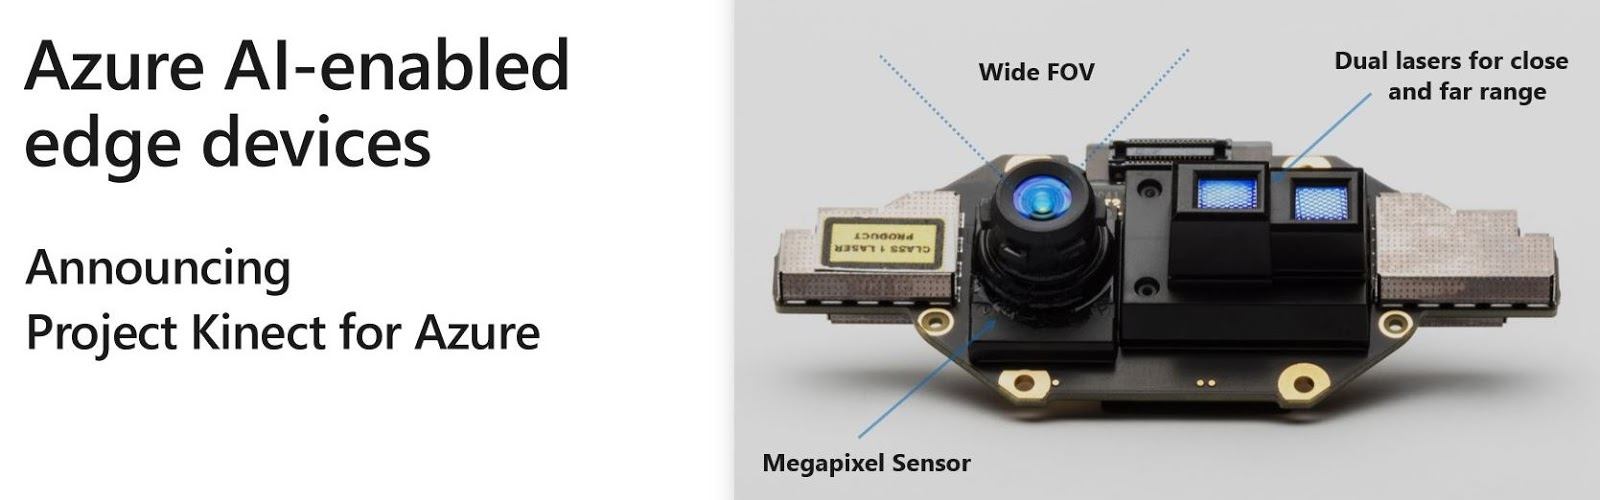 Azure AI-enabled
edge devices
Announcing
Project Kinect for Azure
Wide FOV
Dual lasers for close
and far range
CLASS 1 LASER
PRODUCT
Megapixel Sensor